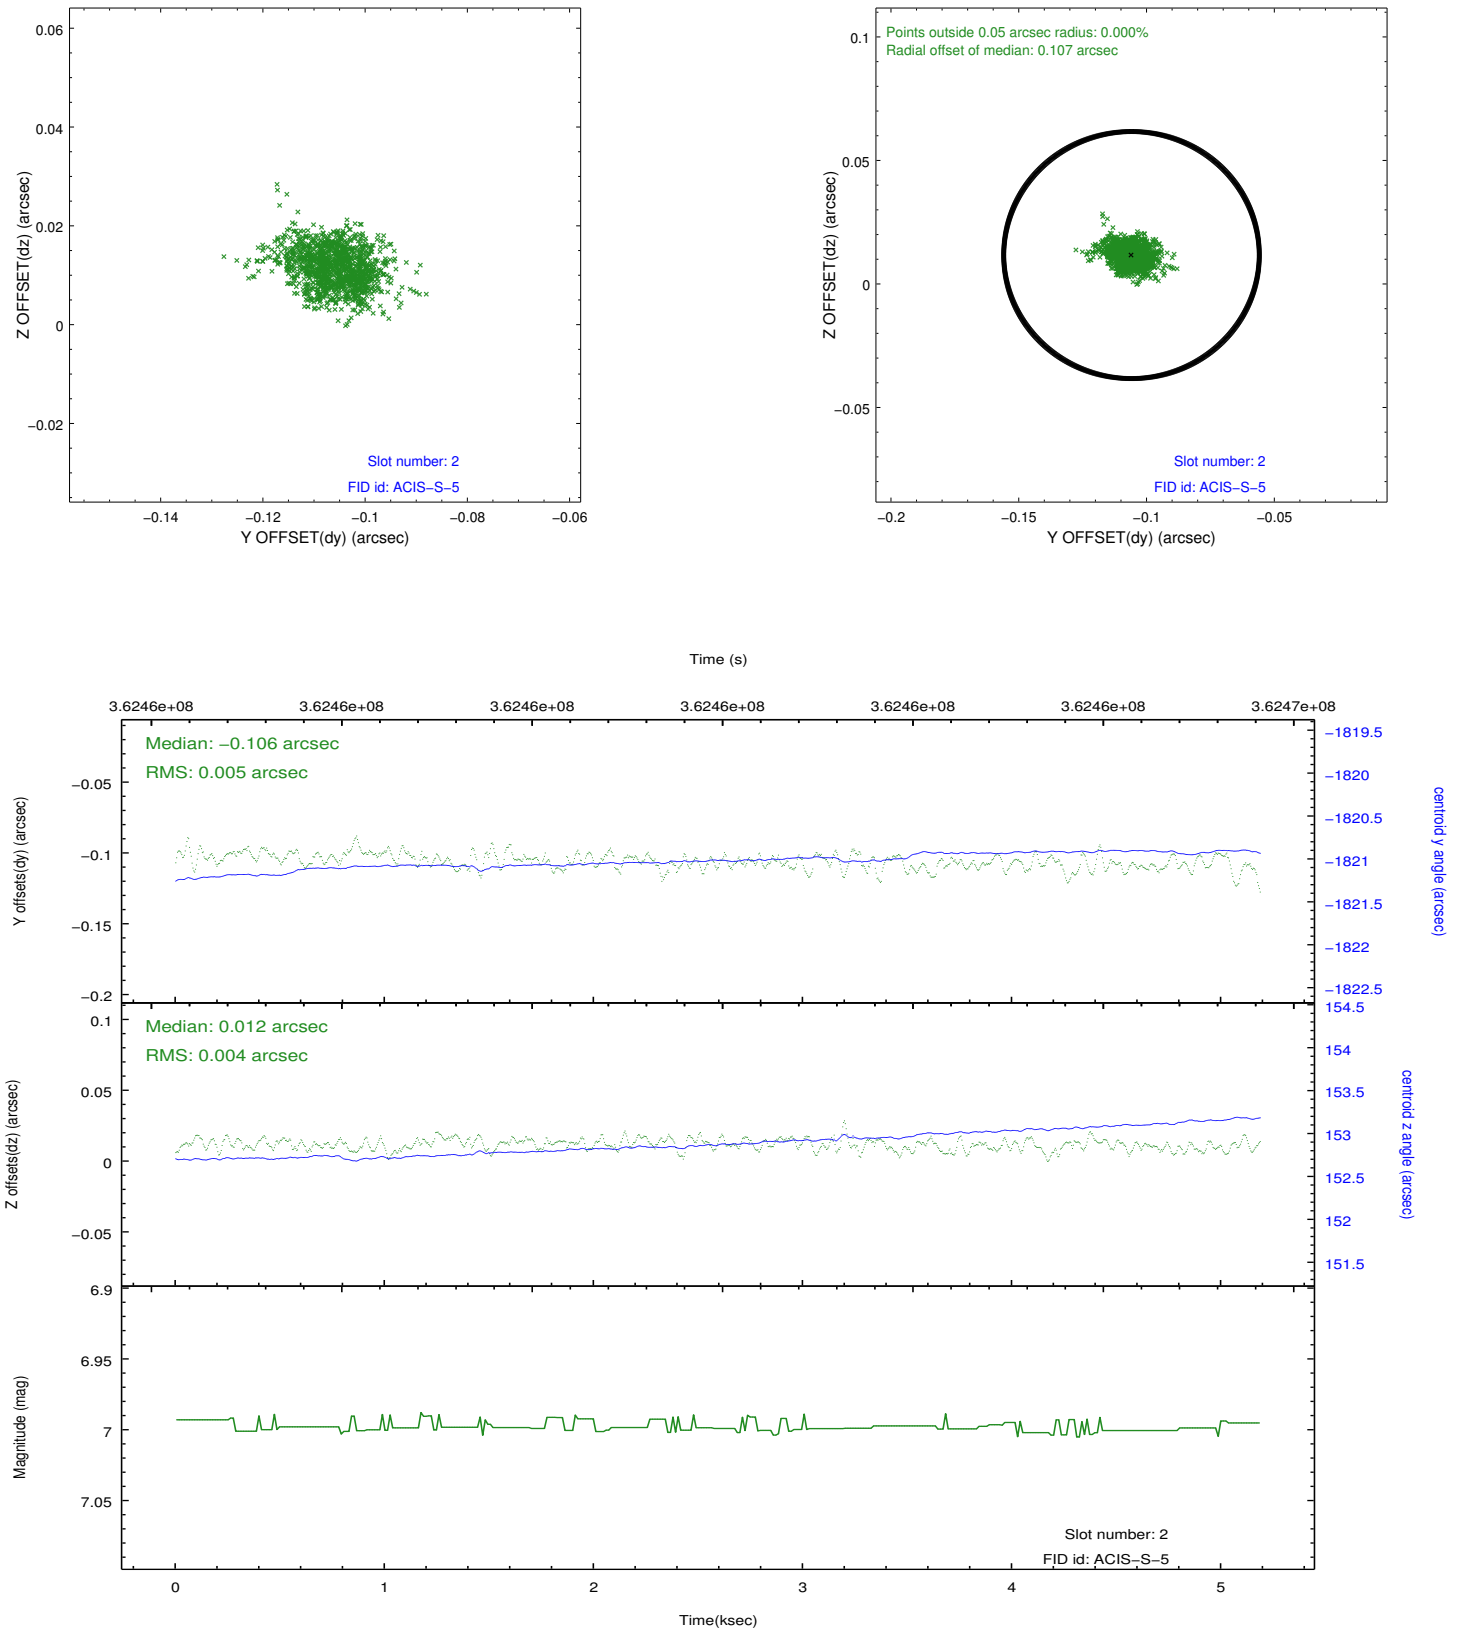 0.06
0.04
0.02
0
−0.02
Z OFFSET(dz) (arcsec)
Slot number: 2
FID id: ACIS−S−5
−0.14
−0.12
−0.1
−0.08
−0.06
Y OFFSET(dy) (arcsec)
Points outside 0.05 arcsec radius: 0.000%
Radial offset of median: 0.107 arcsec
0.1
0.05
0
−0.05
Z OFFSET(dz) (arcsec)
Slot number: 2
FID id: ACIS−S−5
−0.2
−0.15
−0.1
−0.05
Y OFFSET(dy) (arcsec)
Time (s)
3.6246e+08
3.6246e+08
3.6246e+08
3.6246e+08
3.6246e+08
3.6246e+08
3.6247e+08
Median: −0.106 arcsec
RMS: 0.005 arcsec
−0.05
−0.1
−0.15
−0.2
Y offsets(dy) (arcsec)
−1819.5
−1820
−1820.5
−1821
−1821.5
−1822
−1822.5
centroid y angle (arcsec)
Median: 0.012 arcsec
RMS: 0.004 arcsec
0.1
0.05
0
−0.05
Z offsets(dz) (arcsec)
154.5
154
153.5
153
152.5
152
151.5
centroid z angle (arcsec)
6.9
6.95
7
7.05
Magnitude (mag)
Slot number: 2
FID id: ACIS−S−5
0
1
2
3
4
5
Time(ksec)